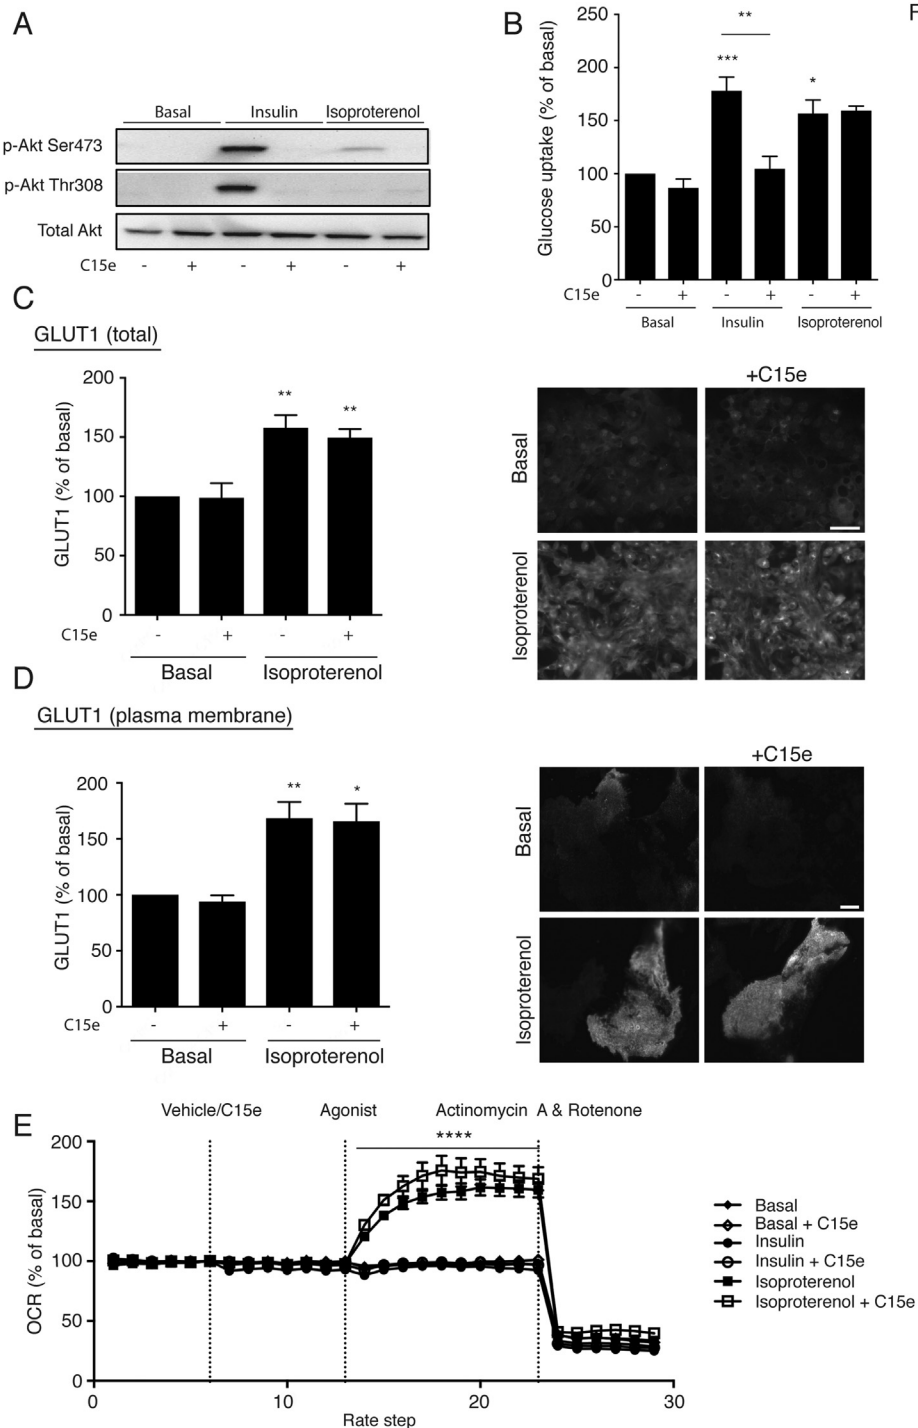 A
Basal Insulin Isoproterenol
p-Akt Ser473
p-Akt Thr308
Total Akt
C15e - + - + - +
B
F
Glucose uptake (% of basal)
250
200
150
100
50
0
**
***
*
C15e - + - + - +
Basal Insulin Isoproterenol
C
GLUT1 (total)
GLUT1 (% of basal)
200
150
100
50
0
**
**
C15e - + - +
Basal Isoproterenol
+C15e
Basal
Isoproterenol
D
GLUT1 (plasma membrane)
GLUT1 (% of basal)
200
150
100
50
0
**
*
C15e - + - +
Basal Isoproterenol
+C15e
Basal
Isoproterenol
E
Vehicle/C15e Agonist Actinomycin A & Rotenone
****
OCR (% of basal)
200
150
100
50
0
0 10 20 30
Rate step
Basal
Basal + C15e
Insulin
Insulin + C15e
Isoproterenol
Isoproterenol + C15e